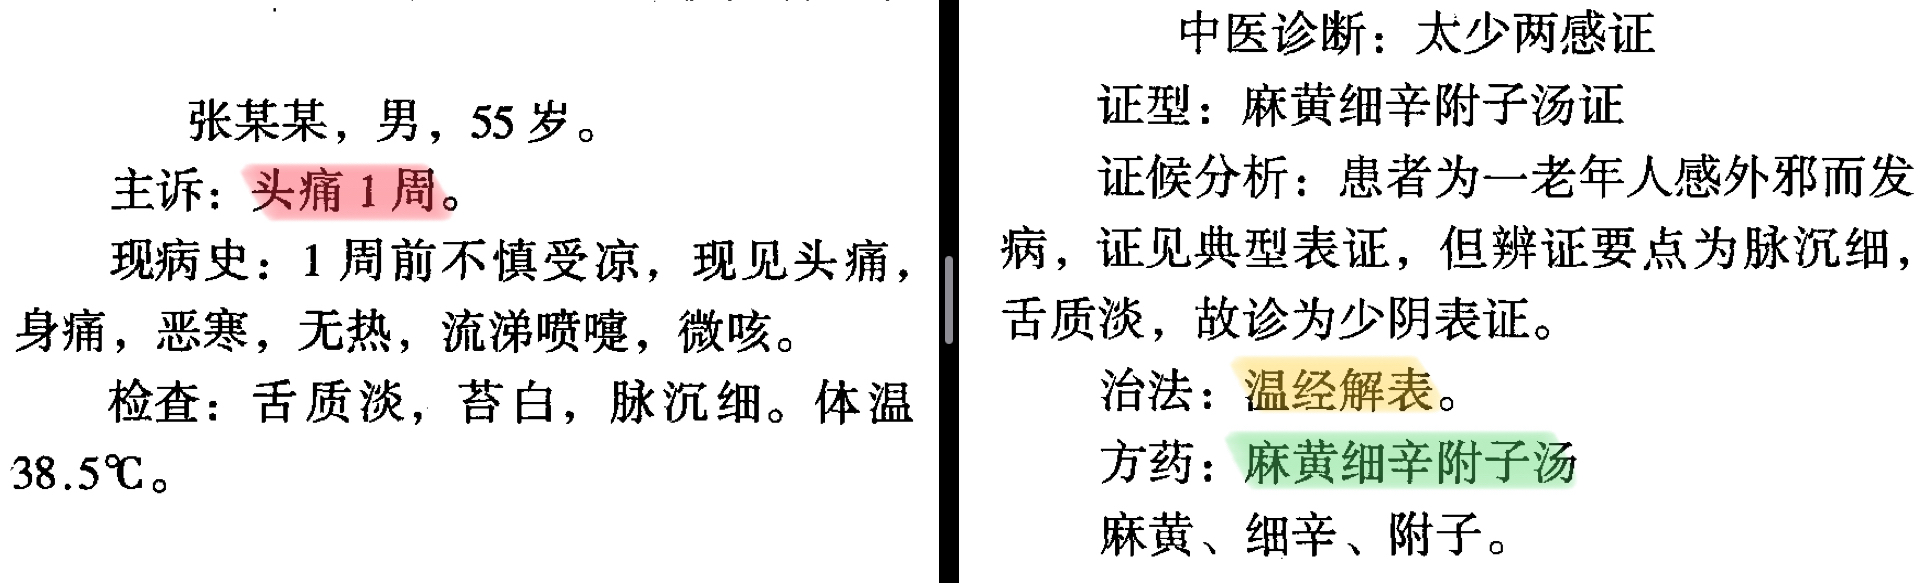 张某某，男，55岁。
主诉：头痛1周。
现病史：1周前不慎受凉，现见头痛，
身痛，恶寒，无热，流涕喷嚏，微咳。
检查：舌质淡，苔白，脉沉细。体温
38.5℃。
中医诊断：太少两感证
证型：麻黄细辛附子汤证
证候分析：患者为一老年人感外邪而发
病，证见典型表证，但辨证要点为脉沉细，
舌质淡，故诊为少阴表证。
治法：温经解表。
方药：麻黄细辛附子汤
麻黄、细辛、附子。